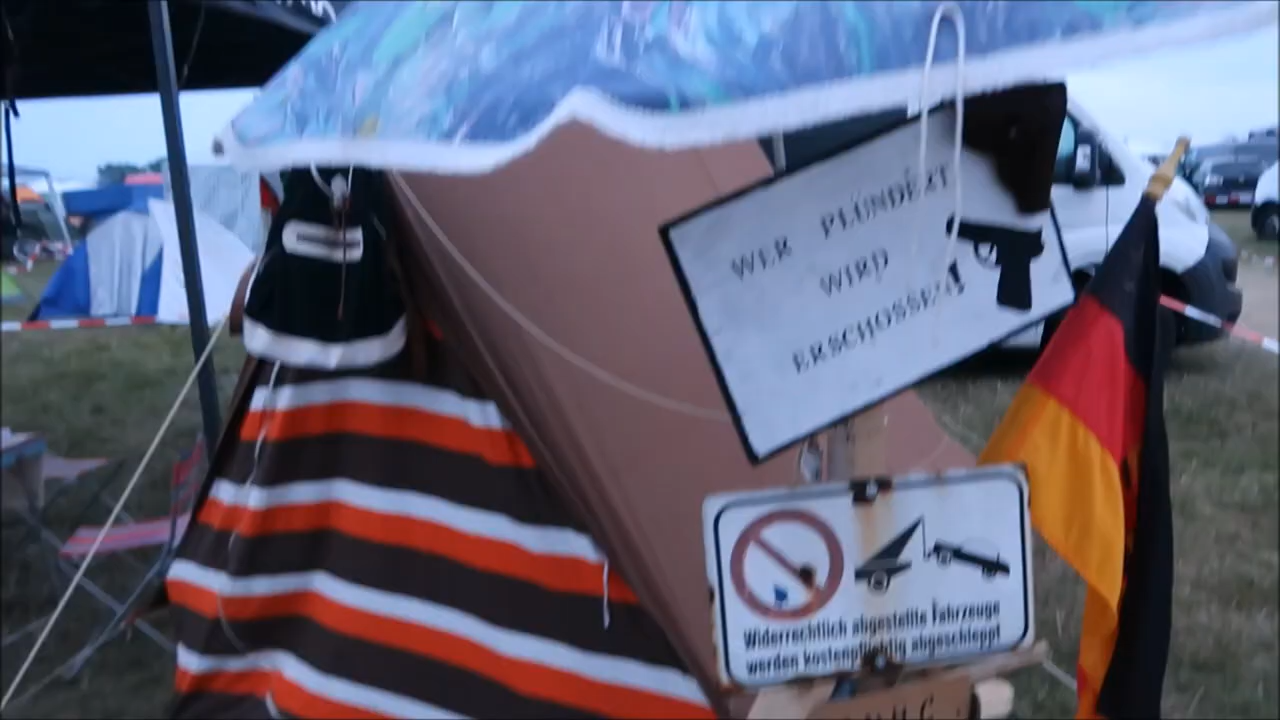 WER PLÜNDERT
WIRD
ERSCHOSSEN!
Widerrechtlich abgestellte Fahrzeuge
werden kostenpflichtig abgeschleppt